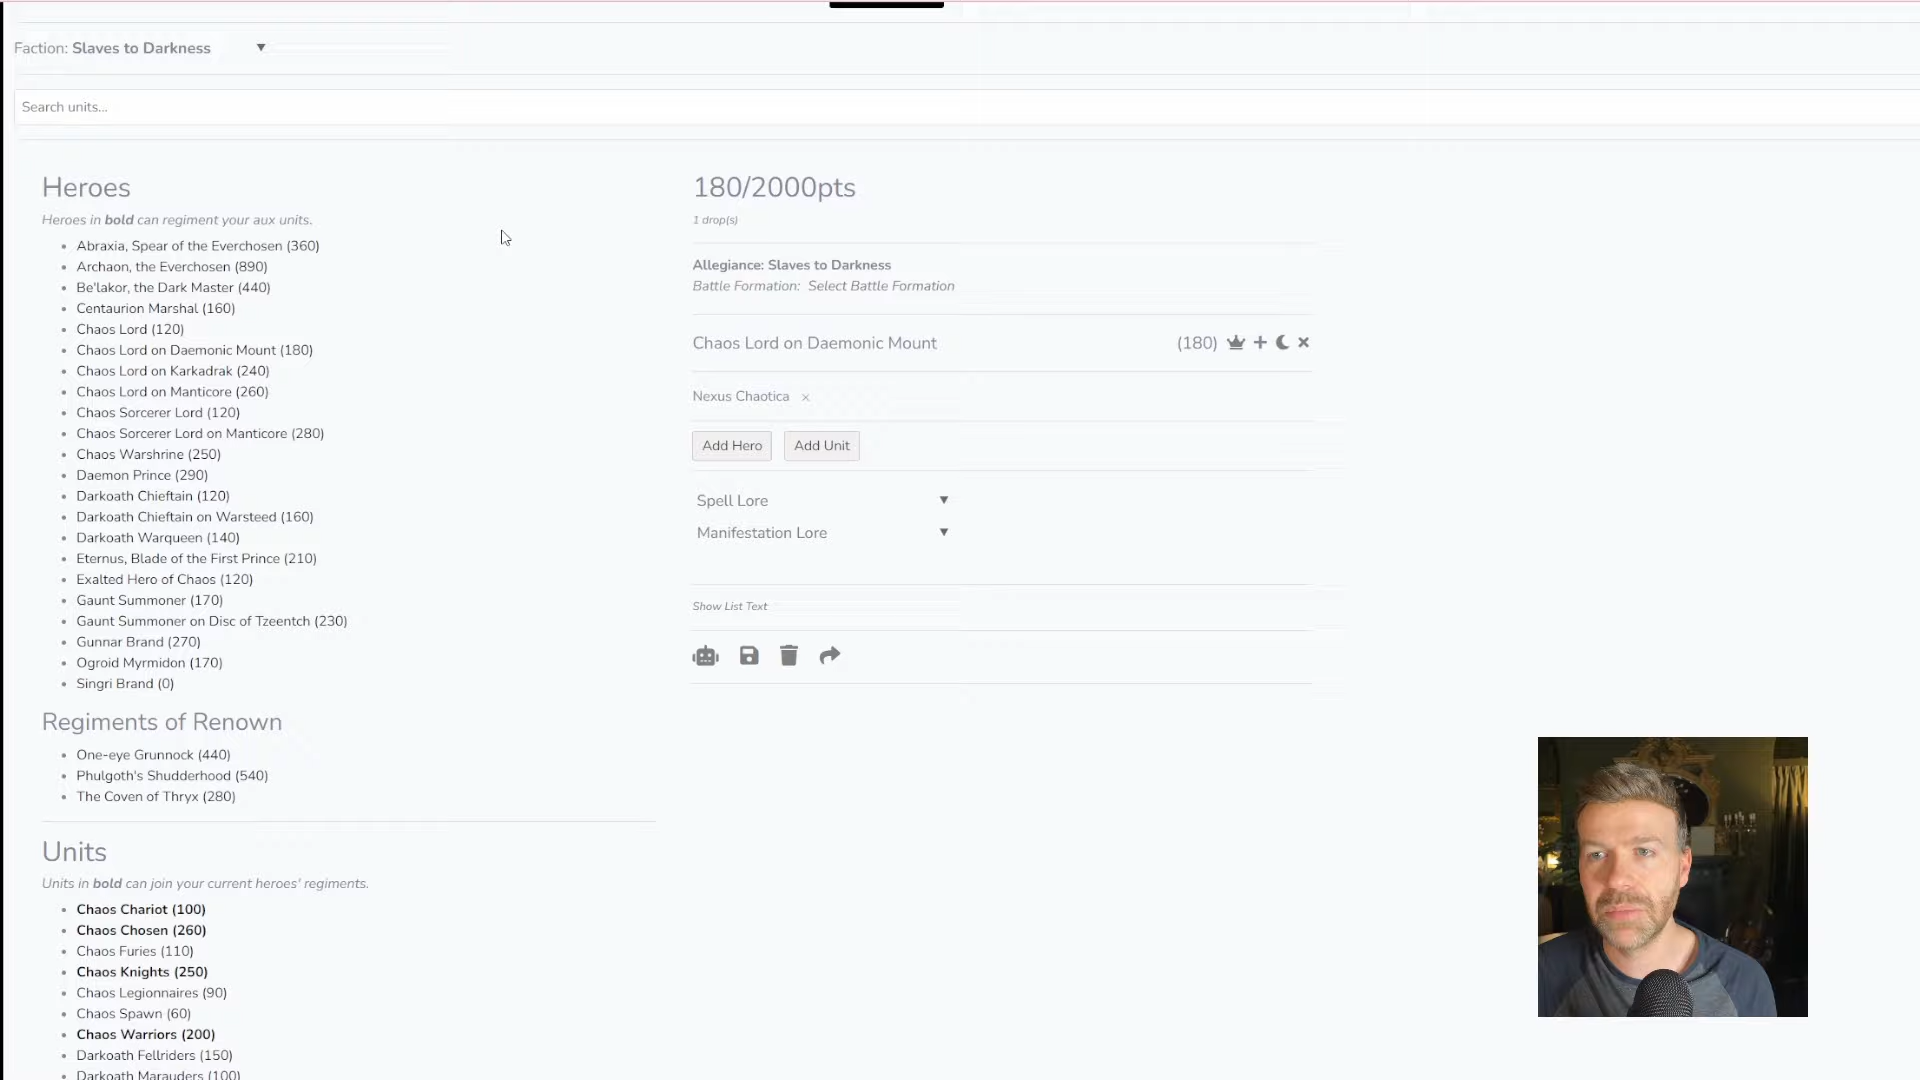 Faction: Slaves to Darkness ▼
Search units...
Heroes
Heroes in bold can regiment your aux units.
Abraxia, Spear of the Everchosen (360)
Archaon, the Everchosen (890)
Be'lakor, the Dark Master (440)
Centaurion Marshal (160)
Chaos Lord (120)
Chaos Lord on Daemonic Mount (180)
Chaos Lord on Karkadrak (240)
Chaos Lord on Manticore (260)
Chaos Sorcerer Lord (120)
Chaos Sorcerer Lord on Manticore (280)
Chaos Warshrine (250)
Daemon Prince (290)
Darkoath Chieftain (120)
Darkoath Chieftain on Warsteed (160)
Darkoath Warqueen (140)
Eternus, Blade of the First Prince (210)
Exalted Hero of Chaos (120)
Gaunt Summoner (170)
Gaunt Summoner on Disc of Tzeentch (230)
Gunnar Brand (270)
Ogroid Myrmidon (170)
Singri Brand (0)
Regiments of Renown
One-eye Grunnock (440)
Phulgoth's Shudderhood (540)
The Coven of Thryx (280)
Units
Units in bold can join your current heroes' regiments.
Chaos Chariot (100)
Chaos Chosen (260)
Chaos Furies (110)
Chaos Knights (250)
Chaos Legionnaires (90)
Chaos Spawn (60)
Chaos Warriors (200)
Darkoath Fellriders (150)
Darkoath Marauders (100)
180/2000pts
1 drop(s)
Allegiance: Slaves to Darkness
Battle Formation: Select Battle Formation
Chaos Lord on Daemonic Mount (180)
Nexus Chaotica ×
Add Hero Add Unit
Spell Lore ▼
Manifestation Lore ▼
Show List Text